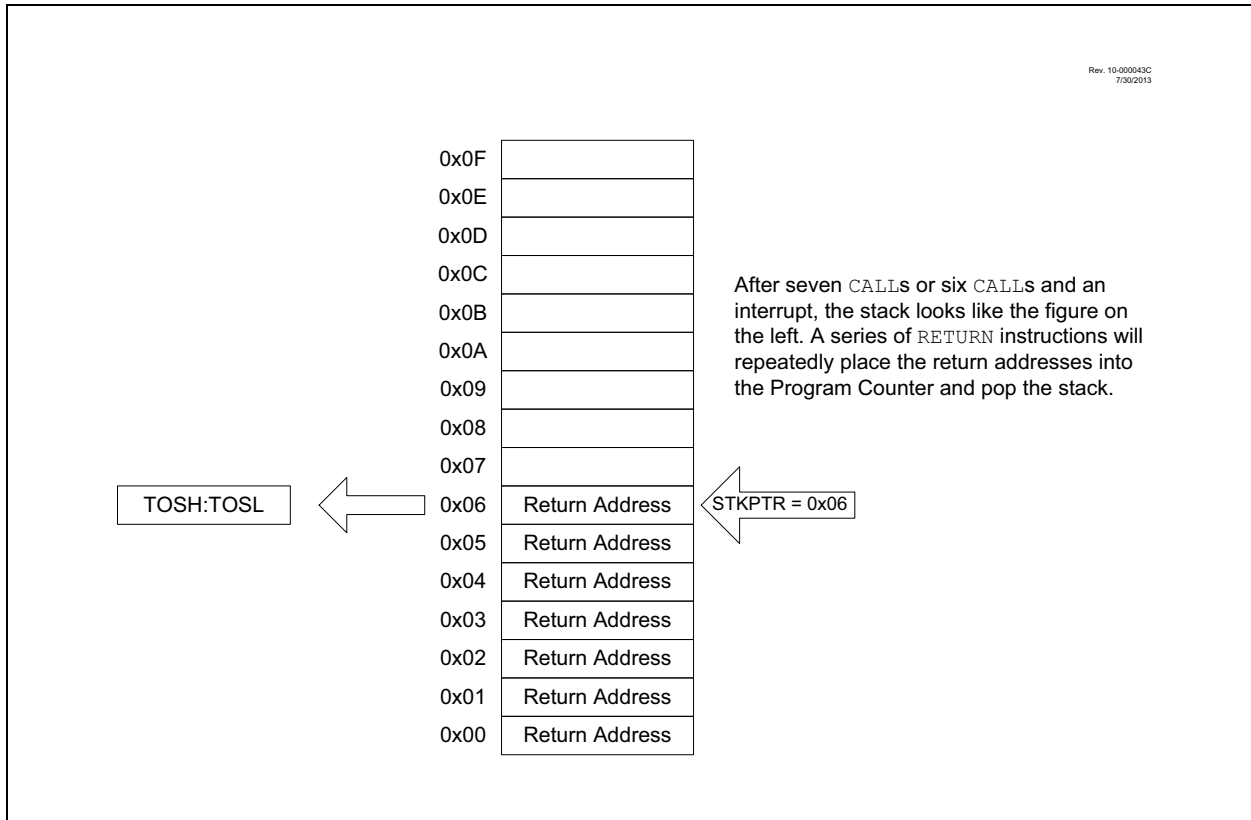 Rev. 10-000043C
7/30/2013
0x0F
0x0E
0x0D
0x0C
0x0B
0x0A
0x09
0x08
0x07
After seven CALLs or six CALLs and an
interrupt, the stack looks like the figure on
the left. A series of RETURN instructions will
repeatedly place the return addresses into
the Program Counter and pop the stack.
TOSH:TOSL
0x06 Return Address
STKPTR = 0x06
0x05 Return Address
0x04 Return Address
0x03 Return Address
0x02 Return Address
0x01 Return Address
0x00 Return Address